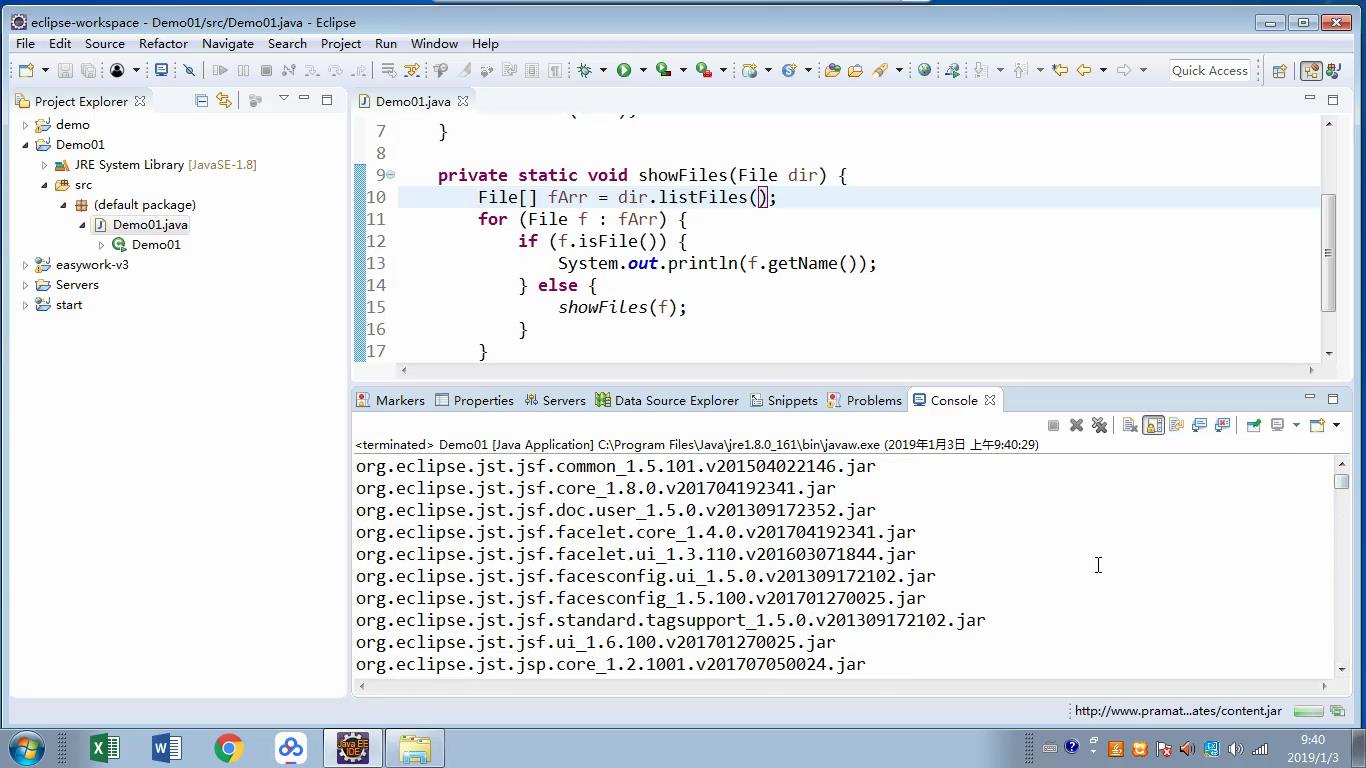 eclipse-workspace - Demo01/src/Demo01.java - Eclipse
File Edit Source Refactor Navigate Search Project Run Window Help
Quick Access
Project Explorer
demo
Demo01
JRE System Library [JavaSE-1.8]
src
(default package)
Demo01.java
Demo01
easywork-v3
Servers
start
Demo01.java
7 }
8
9 private static void showFiles(File dir) {
10 File[] fArr = dir.listFiles();
11 for (File f : fArr) {
12 if (f.isFile()) {
13 System.out.println(f.getName());
14 } else {
15 showFiles(f);
16 }
17 }
Markers Properties Servers Data Source Explorer Snippets Problems Console
<terminated> Demo01 [Java Application] C:\Program Files\Java\jre1.8.0_161\bin\javaw.exe (2019年1月3日 上午9:40:29)
org.eclipse.jst.jsf.common_1.5.101.v201504022146.jar
org.eclipse.jst.jsf.core_1.8.0.v201704192341.jar
org.eclipse.jst.jsf.doc.user_1.5.0.v201309172352.jar
org.eclipse.jst.jsf.facelet.core_1.4.0.v201704192341.jar
org.eclipse.jst.jsf.facelet.ui_1.3.110.v201603071844.jar
org.eclipse.jst.jsf.facesconfig.ui_1.5.0.v201309172102.jar
org.eclipse.jst.jsf.facesconfig_1.5.100.v201701270025.jar
org.eclipse.jst.jsf.standard.tagsupport_1.5.0.v201309172102.jar
org.eclipse.jst.jsf.ui_1.6.100.v201701270025.jar
org.eclipse.jst.jsp.core_1.2.1001.v201707050024.jar
http://www.pramat...ates/content.jar
Java EE
IDE
9:40
2019/1/3